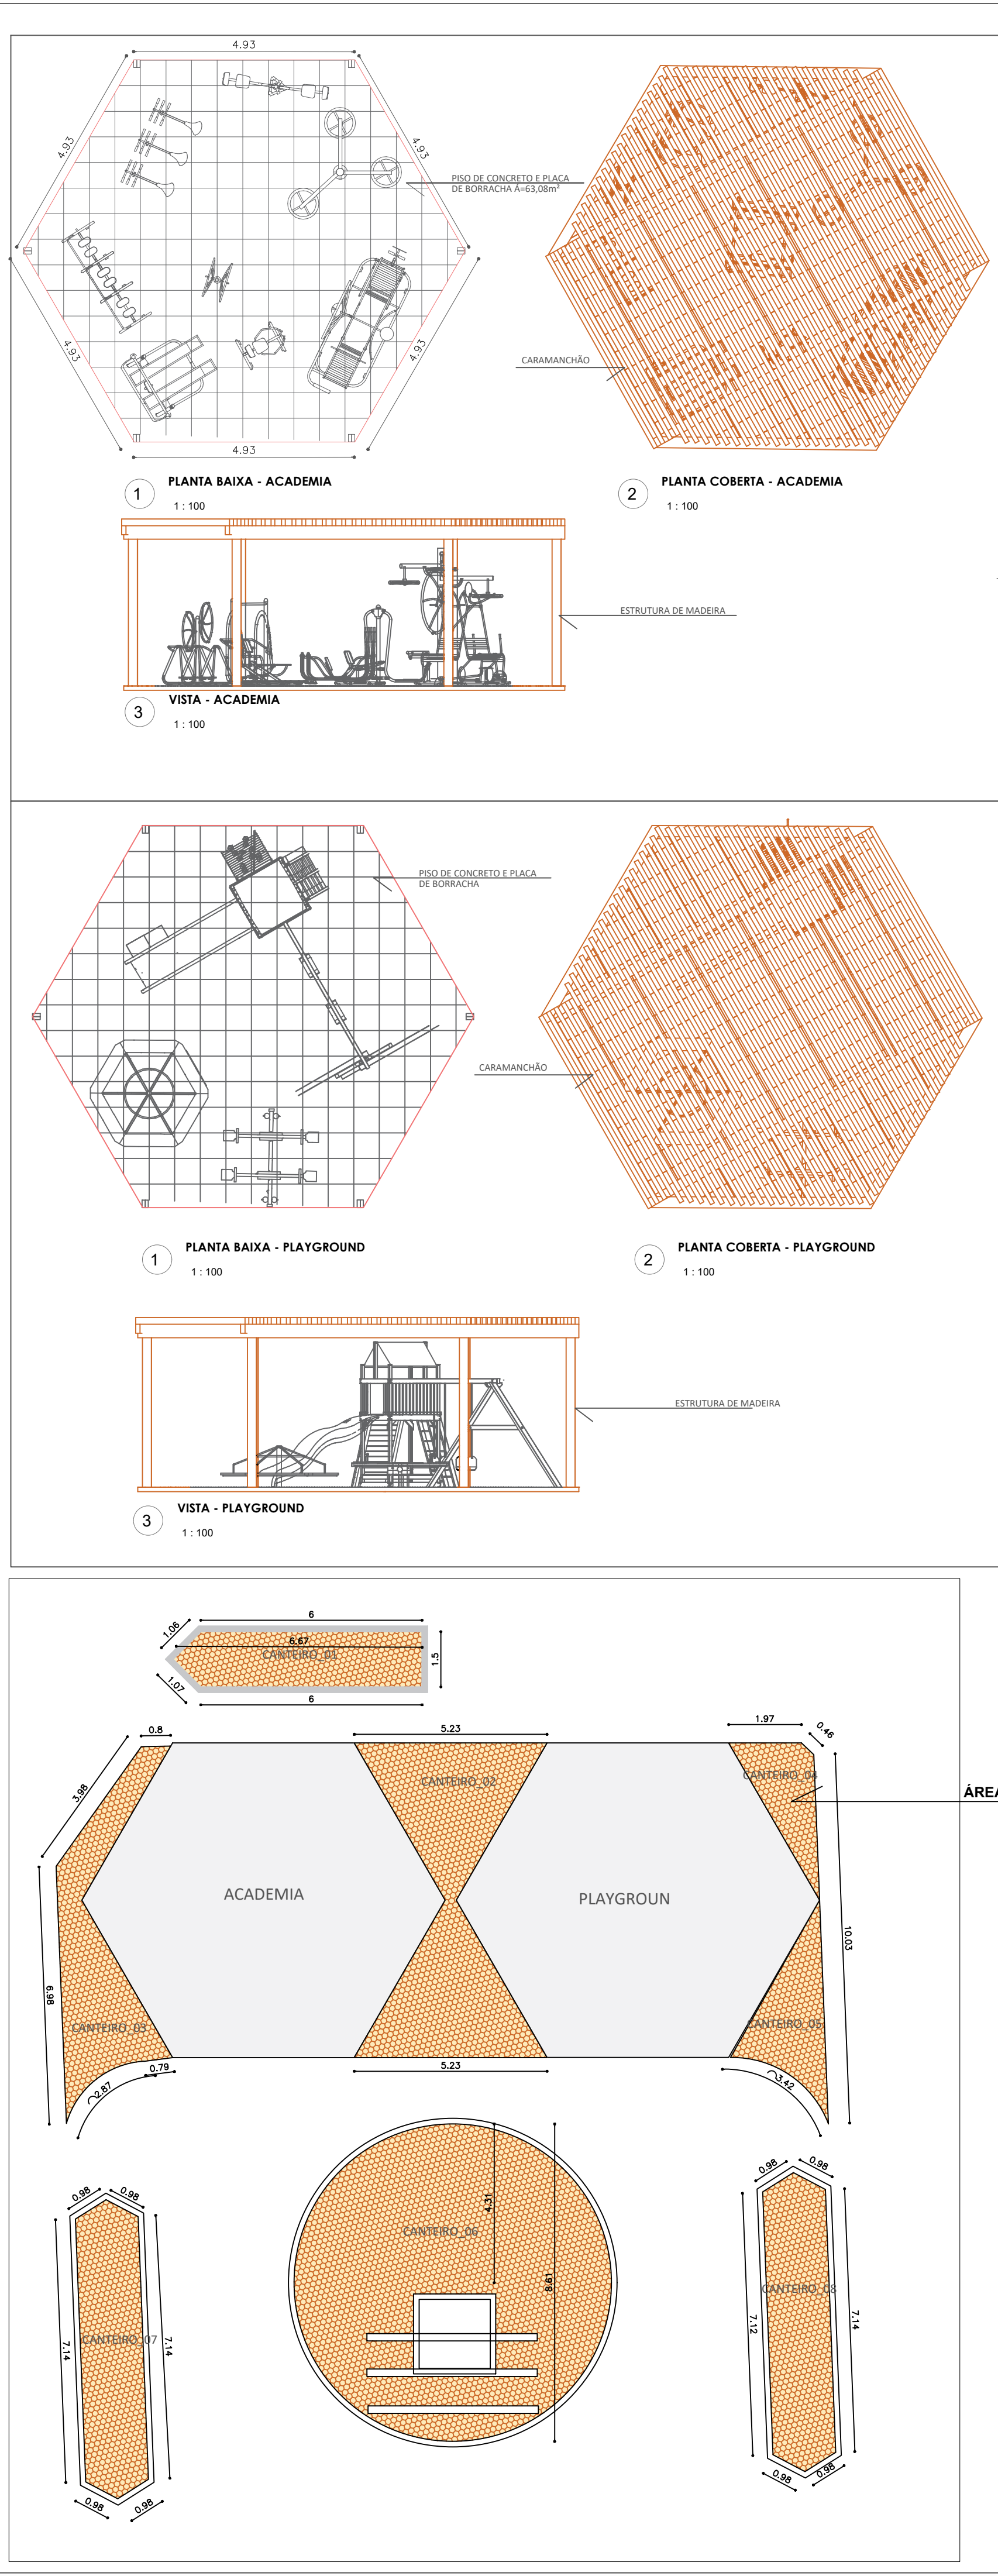 4.93
4.93
4.93
PISO DE CONCRETO E PLACA
DE BORRACHA A=63,08m²
CARAMANCHÃO
4.93
4.93
4.93
1
PLANTA BAIXA - ACADEMIA
1 : 100
2
PLANTA COBERTA - ACADEMIA
1 : 100
ESTRUTURA DE MADEIRA
3
VISTA - ACADEMIA
1 : 100
PISO DE CONCRETO E PLACA
DE BORRACHA
CARAMANCHÃO
1
PLANTA BAIXA - PLAYGROUND
1 : 100
2
PLANTA COBERTA - PLAYGROUND
1 : 100
ESTRUTURA DE MADEIRA
3
VISTA - PLAYGROUND
1 : 100
6
1.06
6.67
CANTEIRO_01
1.5
1.07
6
0.8
5.23
1.97
0.46
3.98
CANTEIRO_02
CANTEIRO_04
ÁREA
ACADEMIA
PLAYGROUN
10.03
6.98
CANTEIRO_03
CANTEIRO_05
0.79
5.23
2.87
3.42
0.98
0.98
4.31
CANTEIRO_06
8.61
0.98
0.98
CANTEIRO_07
7.14
7.14
CANTEIRO_08
7.12
7.14
0.98
0.98
0.98
0.98